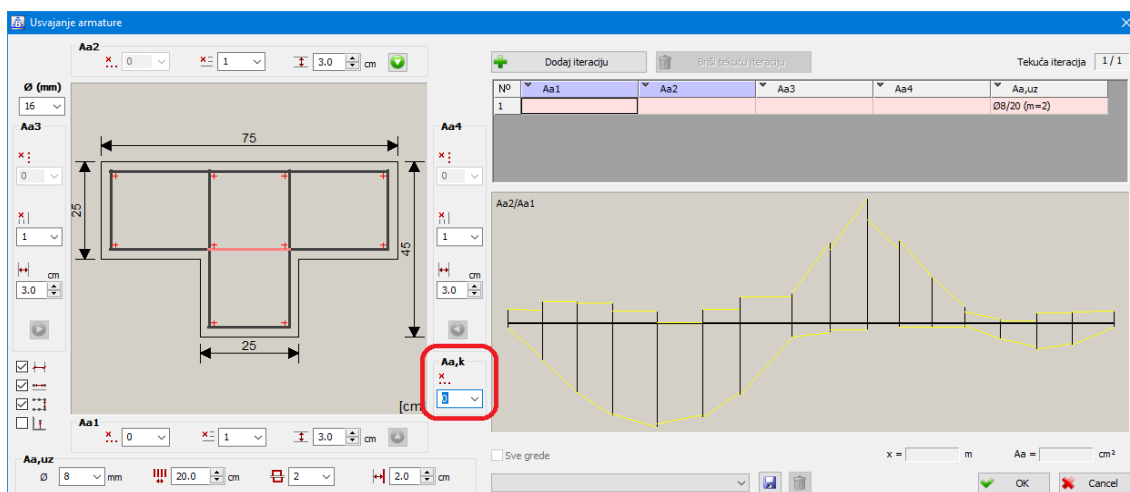 Usvajanje armature
Aa2
0 1 3.0 cm
Ø (mm)
16
Aa3
0
1
cm
3.0
75
25
45
25
[cm
Aa4
0
1
cm
3.0
Aa,k
0
Aa1
0 1 3.0 cm
Aa,uz
Ø 8 mm 20.0 cm 2 2.0 cm
Dodaj iteraciju Briši tekuću iteraciju Tekuća iteracija 1 / 1
Nº Aa1 Aa2 Aa3 Aa4 Aa,uz
1 Ø8/20 (m=2)
Aa2/Aa1
Sve grede x = m Aa = cm²
OK Cancel